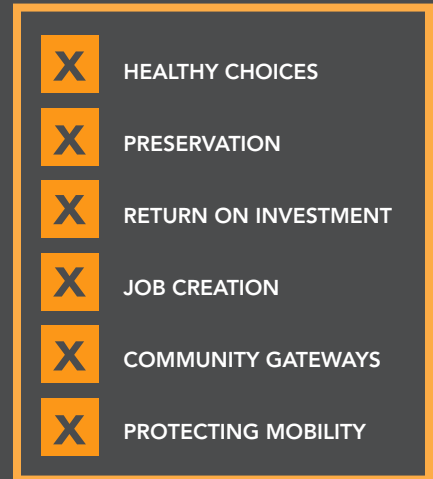 X HEALTHY CHOICES
X PRESERVATION
X RETURN ON INVESTMENT
X JOB CREATION
X COMMUNITY GATEWAYS
X PROTECTING MOBILITY